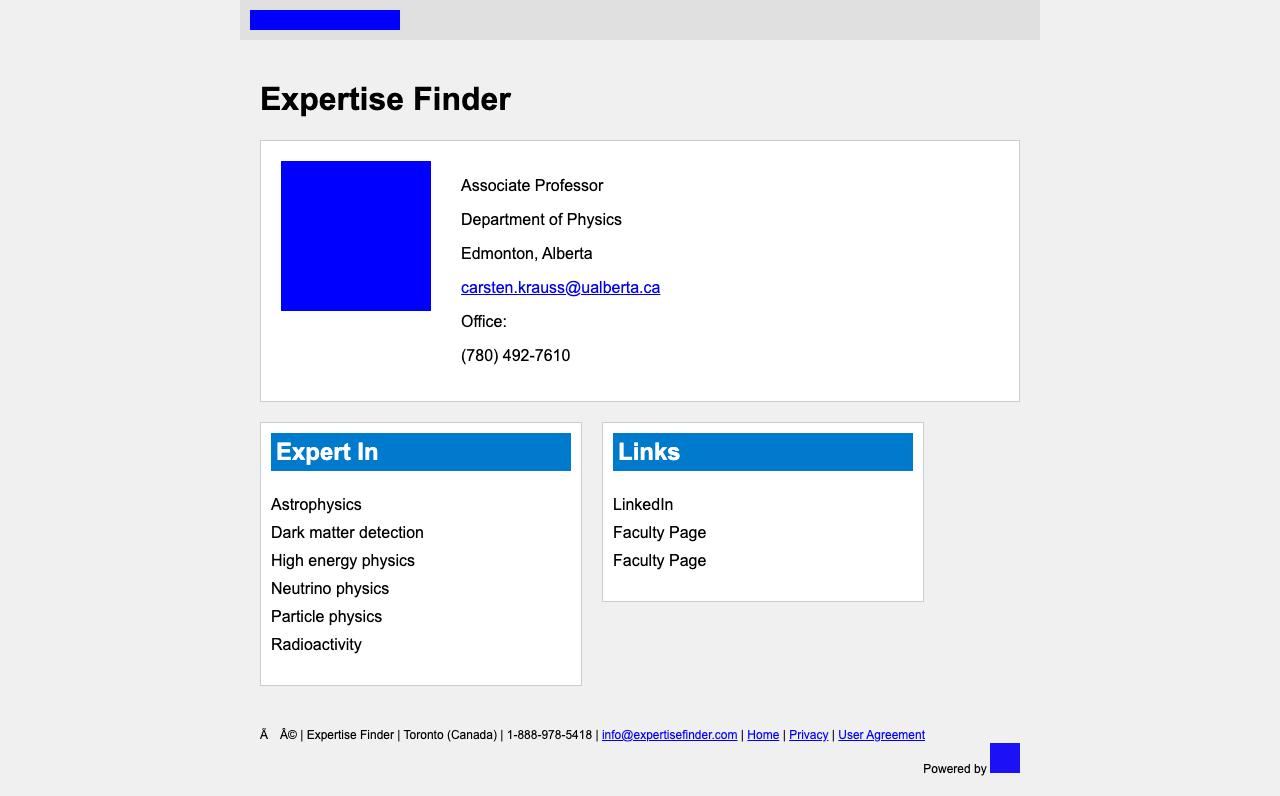 Expertise Finder
Associate Professor
Department of Physics
Edmonton, Alberta
carsten.krauss@ualberta.ca
Office:
(780) 492-7610
Expert In
Astrophysics
Dark matter detection
High energy physics
Neutrino physics
Particle physics
Radioactivity
Links
LinkedIn
Faculty Page
Faculty Page
Ã Â© | Expertise Finder | Toronto (Canada) | 1-888-978-5418 | info@expertisefinder.com | Home | Privacy | User Agreement
Powered by